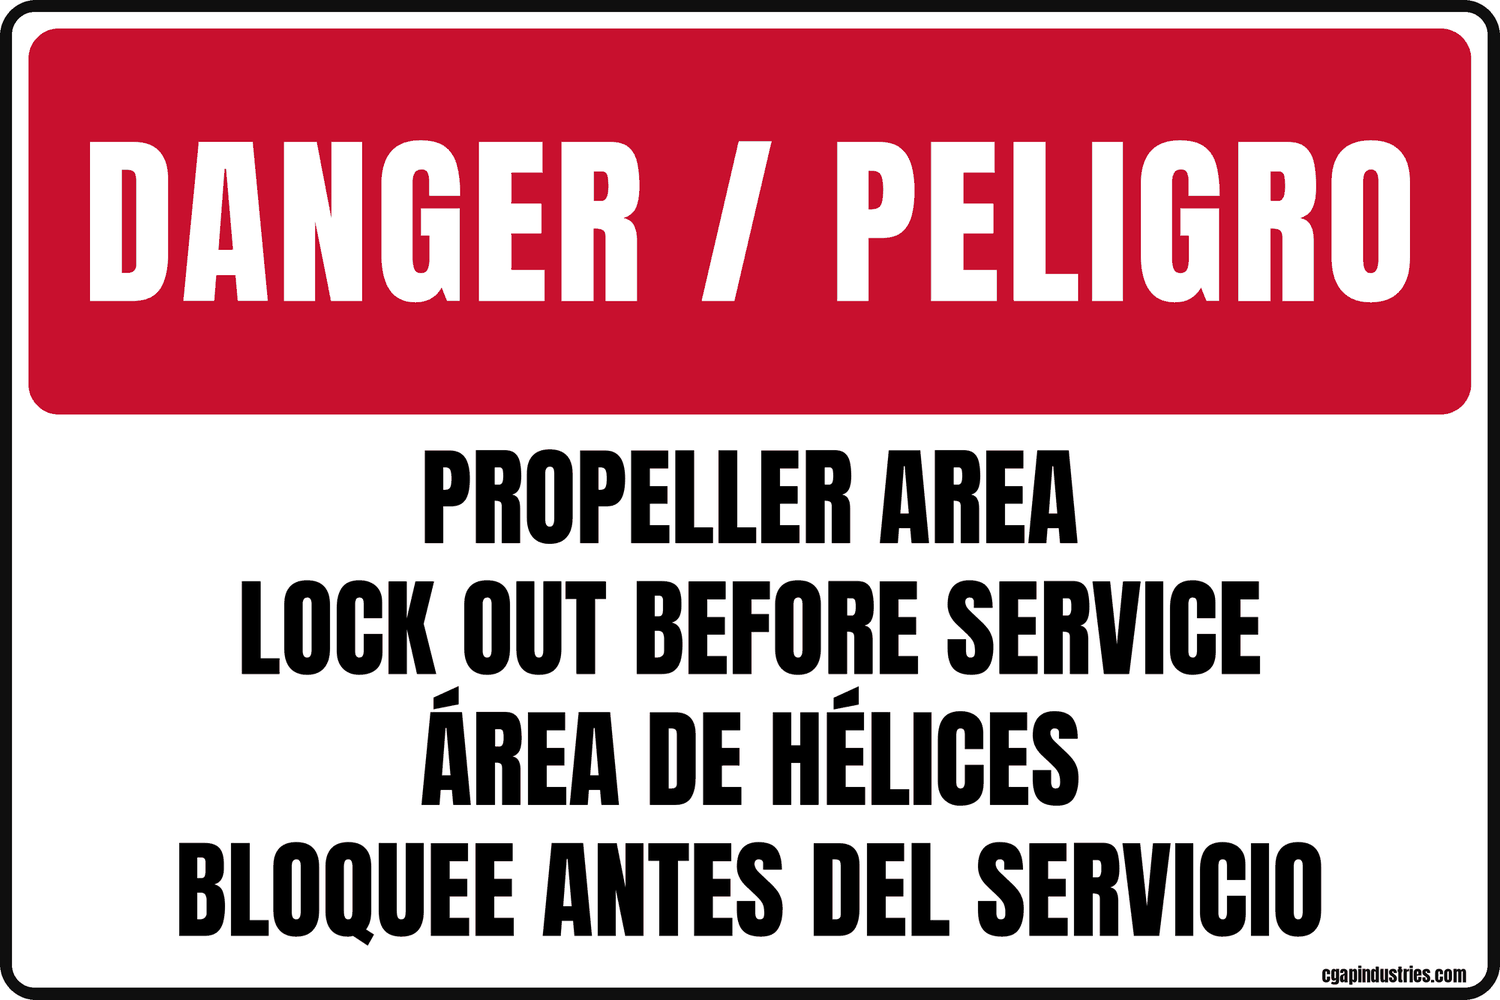 DANGER / PELIGRO
PROPELLER AREA
LOCK OUT BEFORE SERVICE
ÁREA DE HÉLICES
BLOQUEE ANTES DEL SERVICIO
cgapindustries.com